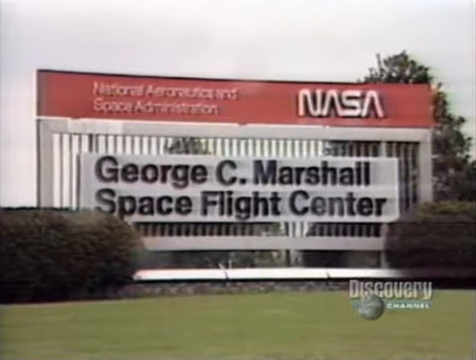 National Aeronautics and
Space Administration
NASA
George C. Marshall
Space Flight Center
Discovery
CHANNEL